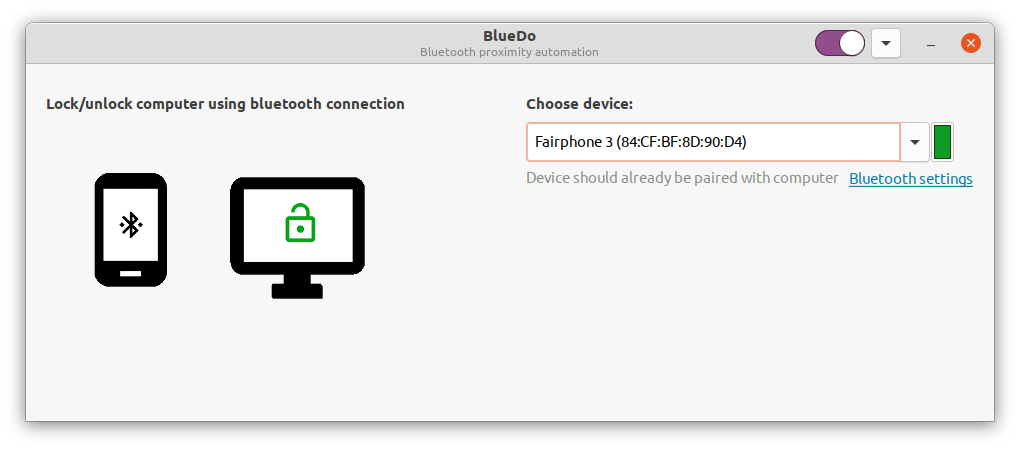 BlueDo
Bluetooth proximity automation
Lock/unlock computer using bluetooth connection
Choose device:
Fairphone 3 (84:CF:BF:8D:90:D4)
Device should already be paired with computer Bluetooth settings